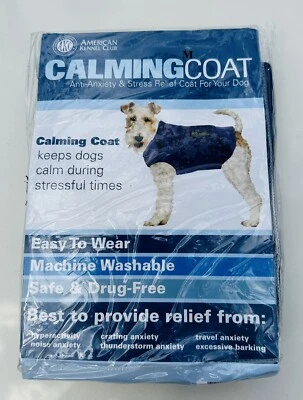 AMERICAN
KENNEL CLUB
M
CALMINGCOAT
Anti-Anxiety & Stress Relief Coat For Your Dog
Calming Coat
keeps dogs
calm during
stressful times
Easy To Wear
Machine Washable
Safe & Drug-Free
Best to provide relief from:
hyperactivity crating anxiety travel anxiety
noise anxiety thunderstorm anxiety excessive barking